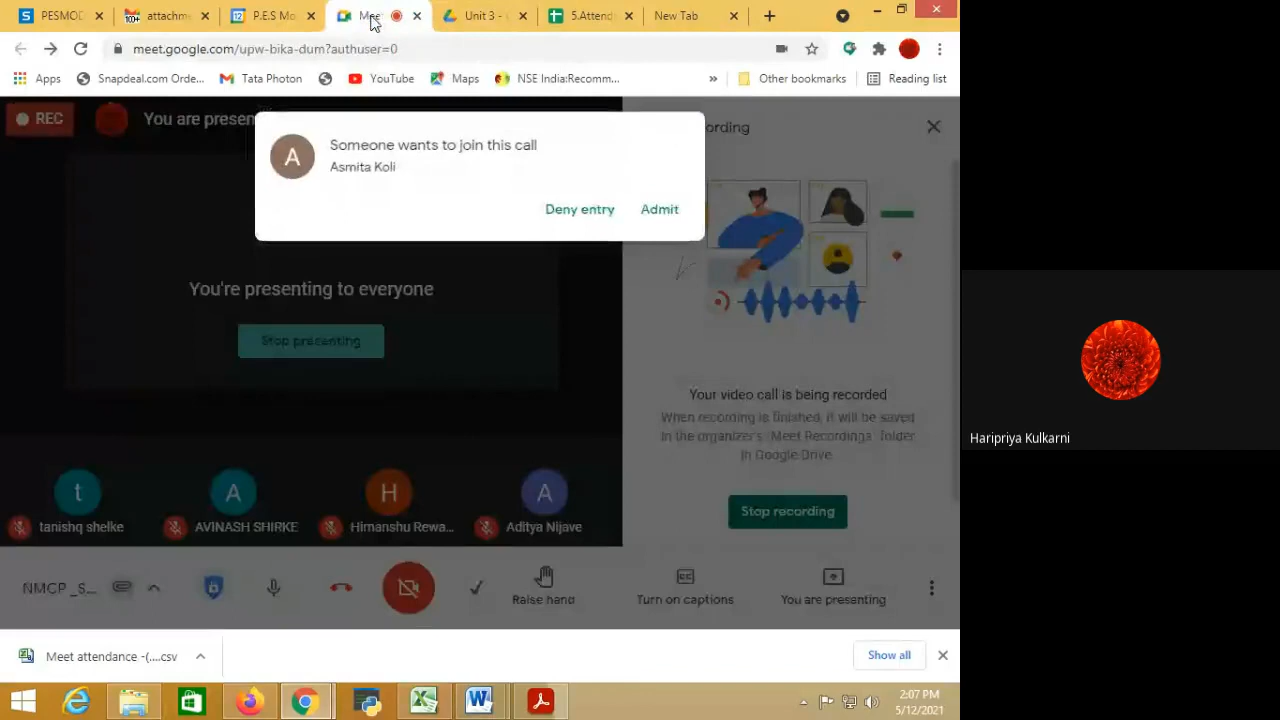 PESMOD
attachm
P.E.S Mo
Mee
Unit 3 -
5.Attend
New Tab
meet.google.com/upw-bika-dum?authuser=0
Apps
Snapdeal.com Orde...
Tata Photon
YouTube
Maps
NSE India:Recomm...
»
Other bookmarks
Reading list
REC
You are presen
ording
A
Someone wants to join this call
Asmita Koli
Deny entry
Admit
You're presenting to everyone
Stop presenting
Your video call is being recorded
When recording is finished, it will be saved
in the organizer's 'Meet Recordings' folder
in Google Drive
Stop recording
t
A
H
A
tanishq shelke
AVINASH SHIRKE
Himanshu Rewa...
Aditya Nijave
Haripriya Kulkarni
NMCP _S...
Raise hand
Turn on captions
You are presenting
Meet attendance -(....csv
Show all
2:07 PM
5/12/2021